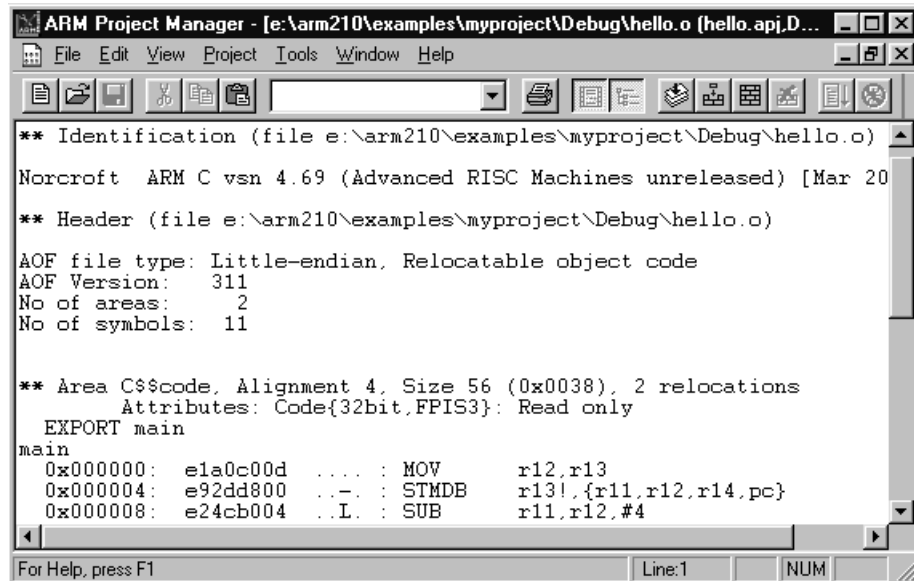 ARM Project Manager - [e:\arm210\examples\myproject\Debug\hello.o (hello.apj,D...
File Edit View Project Tools Window Help
** Identification (file e:\arm210\examples\myproject\Debug\hello.o)
Norcroft  ARM C vsn 4.69 (Advanced RISC Machines unreleased) [Mar 20
** Header (file e:\arm210\examples\myproject\Debug\hello.o)
AOF file type: Little-endian, Relocatable object code
AOF Version:   311
No of areas:     2
No of symbols:  11
** Area C$$code, Alignment 4, Size 56 (0x0038), 2 relocations
Attributes: Code{32bit,FPIS3}: Read only
EXPORT main
main
0x000000:  e1a0c00d  .... : MOV      r12,r13
0x000004:  e92dd800  ..-. : STMDB    r13!,{r11,r12,r14,pc}
0x000008:  e24cb004  ..L. : SUB      r11,r12,#4
For Help, press F1 Line:1 NUM